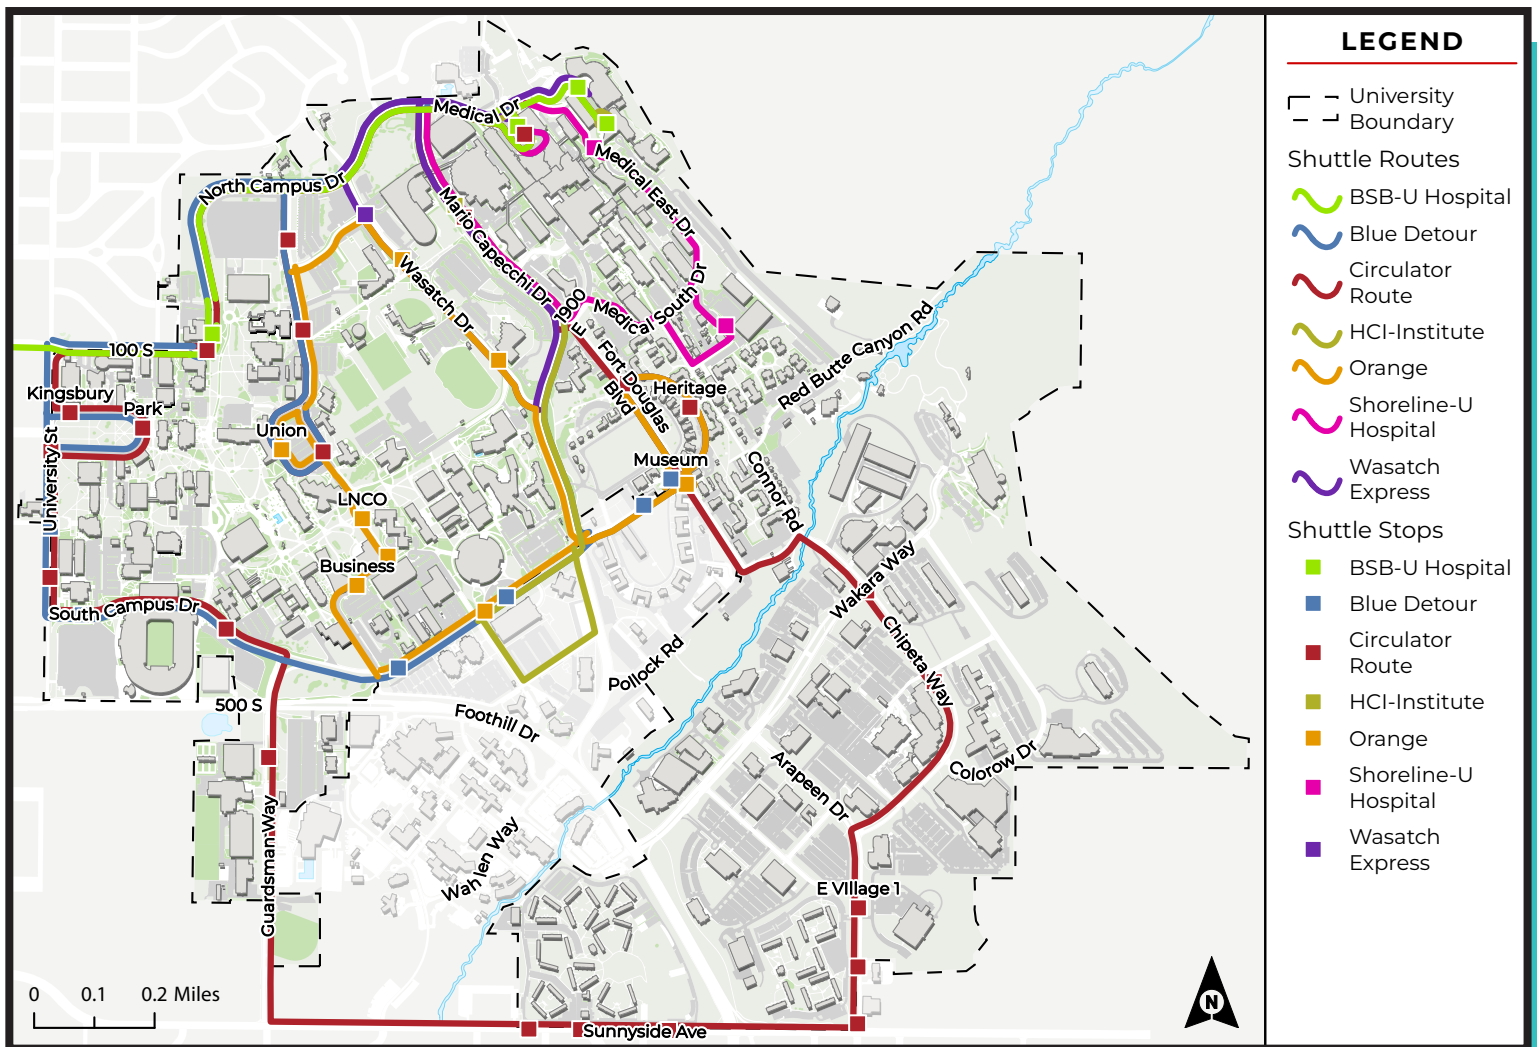 Medical Dr
North Campus Dr
Medical East Dr
Mario Capecchi Dr
Wasatch Dr
1900 E
Medical South Dr
100 S
Fort Douglas
Blvd
Red Butte Canyon Rd
Kingsbury
Park
Heritage
Union
University St
Museum
Connor Rd
LNCO
Business
Wakara Way
South Campus Dr
Chipeta Way
Pollock Rd
500 S
Foothill Dr
Colorow Dr
Arapeen Dr
Guardsman Way
Wahlen Way
E VIllage 1
Sunnyside Ave
0 0.1 0.2 Miles
N
LEGEND
University
Boundary
Shuttle Routes
BSB-U Hospital
Blue Detour
Circulator
Route
HCI-Institute
Orange
Shoreline-U
Hospital
Wasatch
Express
Shuttle Stops
BSB-U Hospital
Blue Detour
Circulator
Route
HCI-Institute
Orange
Shoreline-U
Hospital
Wasatch
Express